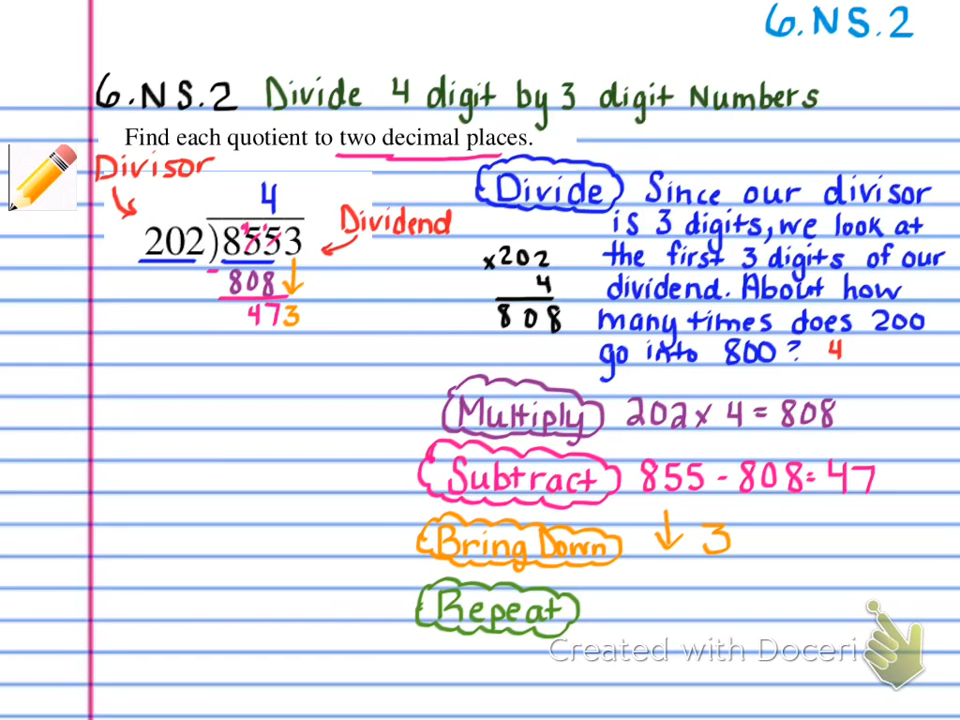 6.NS.2
6.NS.2 Divide 4 digit by 3 digit Numbers
Find each quotient to two decimal places.
Divisor
4
202)8553
Dividend
-808
473
Divide Since our divisor
is 3 digits, we look at
the first 3 digits of our
dividend. About how
many times does 200
go into 800? 4
x202
4
808
Multiply 202 x 4 = 808
Subtract 855 - 808 = 47
Bring Down ↓ 3
Repeat
Created with Doceri